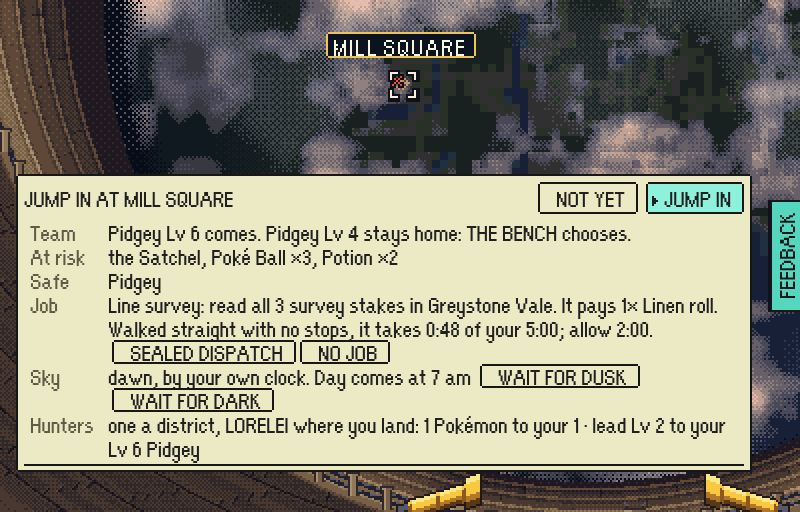 MILL SQUARE
JUMP IN AT MILL SQUARE
NOT YET
JUMP IN
Team Pidgey Lv 6 comes. Pidgey Lv 4 stays home: THE BENCH chooses.
At risk the Satchel, Poké Ball ×3, Potion ×2
Safe Pidgey
Job Line survey: read all 3 survey stakes in Greystone Vale. It pays 1× Linen roll.
Walked straight with no stops, it takes 0:48 of your 5:00; allow 2:00.
SEALED DISPATCH NO JOB
Sky dawn, by your own clock. Day comes at 7 am WAIT FOR DUSK
WAIT FOR DARK
Hunters one a district, LORELEI where you land: 1 Pokémon to your 1 · lead Lv 2 to your
Lv 6 Pidgey
FEEDBACK